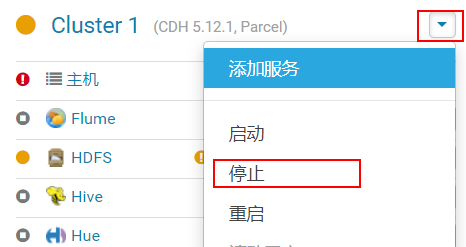 Cluster 1 (CDH 5.12.1, Parcel)
添加服务
主机
启动
Flume
停止
HDFS
Hive
重启
Hue